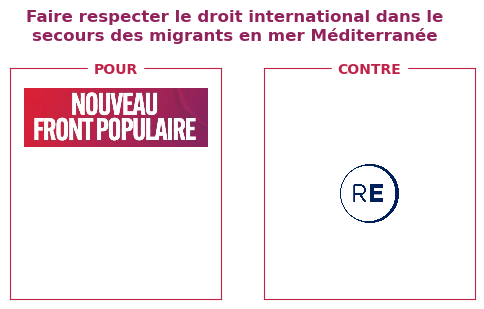 Faire respecter le droit international dans le
secours des migrants en mer Méditerranée
POUR
NOUVEAU
FRONT POPULAIRE
CONTRE
RE